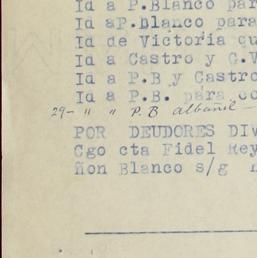 Id a P.Blanco par
Id aP.Blanco para
Id de Victoria qu
Id a Castro y C.V
Id a P.B y Castro
Id a P.B. para co
29- " " P.B albañil -
POR DEUDORES DIV
Cgo cta Fidel Rey
ñon Blanco s/g